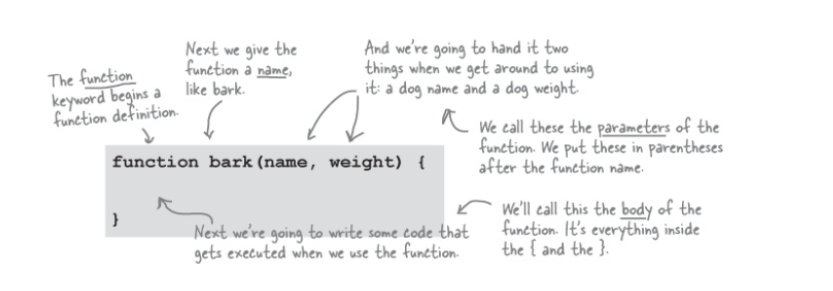 The function
keyword begins a
function definition.
Next we give the
function a name,
like bark.
And we're going to hand it two
things when we get around to using
it: a dog name and a dog weight.
We call these the parameters of the
function. We put these in parentheses
after the function name.
function bark(name, weight) {
}
Next we're going to write some code that
gets executed when we use the function.
We'll call this the body of the
function. It's everything inside
the { and the }.